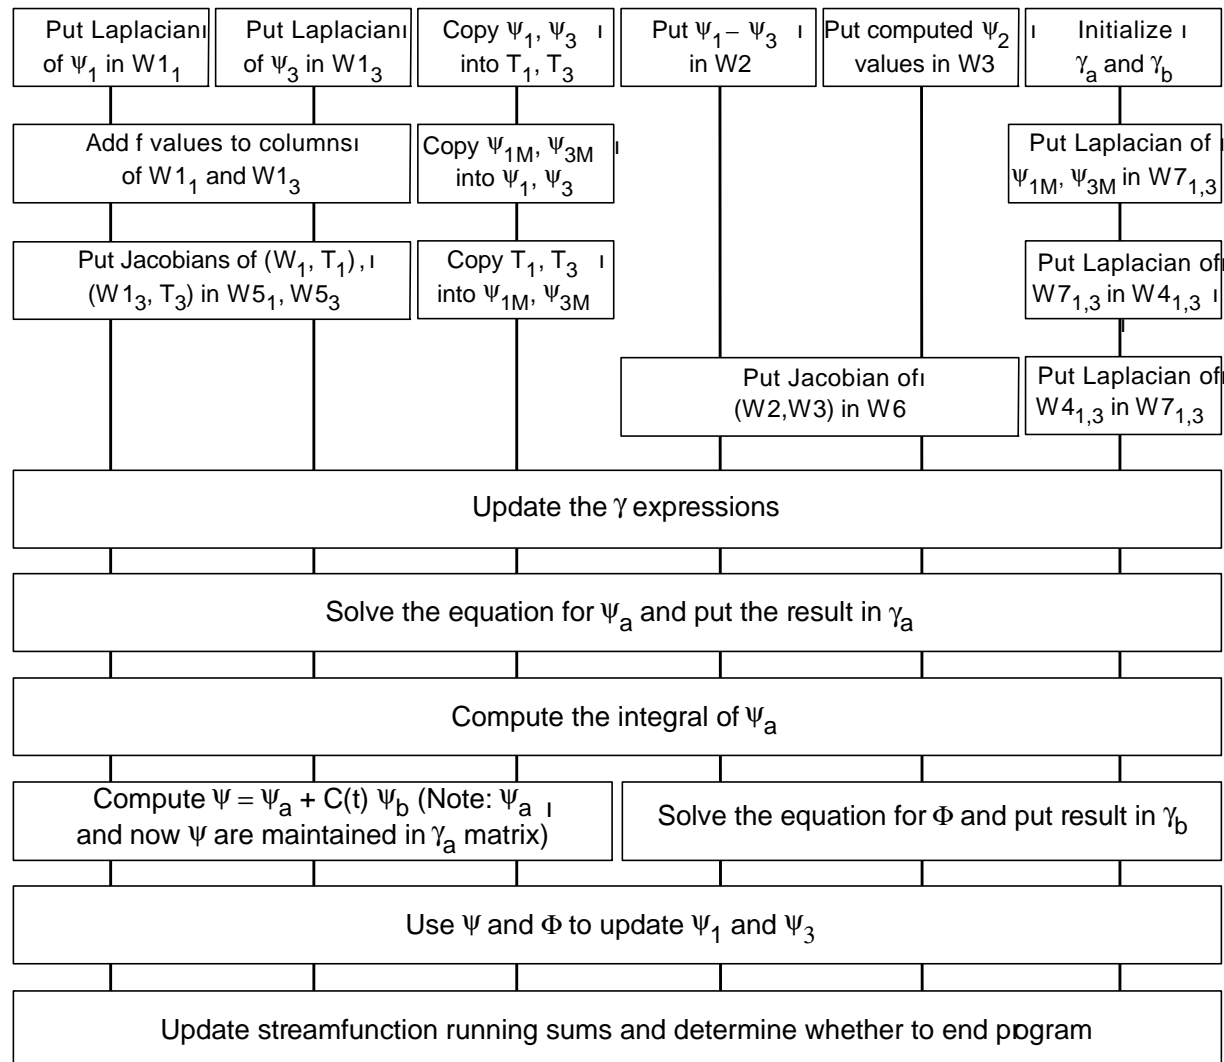 Put Laplacian
of ψ₁ in W1₁
Put Laplacian
of ψ₃ in W1₃
Copy ψ₁, ψ₃
into T₁, T₃
Put ψ₁ – ψ₃
in W2
Put computed ψ₂
values in W3
Initialize
γₐ and γ_b
Add f values to columns
of W1₁ and W1₃
Copy ψ₁M, ψ₃M
into ψ₁, ψ₃
Put Laplacian of
ψ₁M, ψ₃M in W7₁,₃
Put Jacobians of (W₁, T₁),
(W1₃, T₃) in W5₁, W5₃
Copy T₁, T₃
into ψ₁M, ψ₃M
Put Laplacian of
W7₁,₃ in W4₁,₃
Put Jacobian of
(W2,W3) in W6
Put Laplacian of
W4₁,₃ in W7₁,₃
Update the γ expressions
Solve the equation for ψₐ and put the result in γₐ
Compute the integral of ψₐ
Compute ψ = ψₐ + C(t) ψ_b (Note: ψₐ
and now ψ are maintained in γₐ matrix)
Solve the equation for Φ and put result in γ_b
Use ψ and Φ to update ψ₁ and ψ₃
Update streamfunction running sums and determine whether to end program